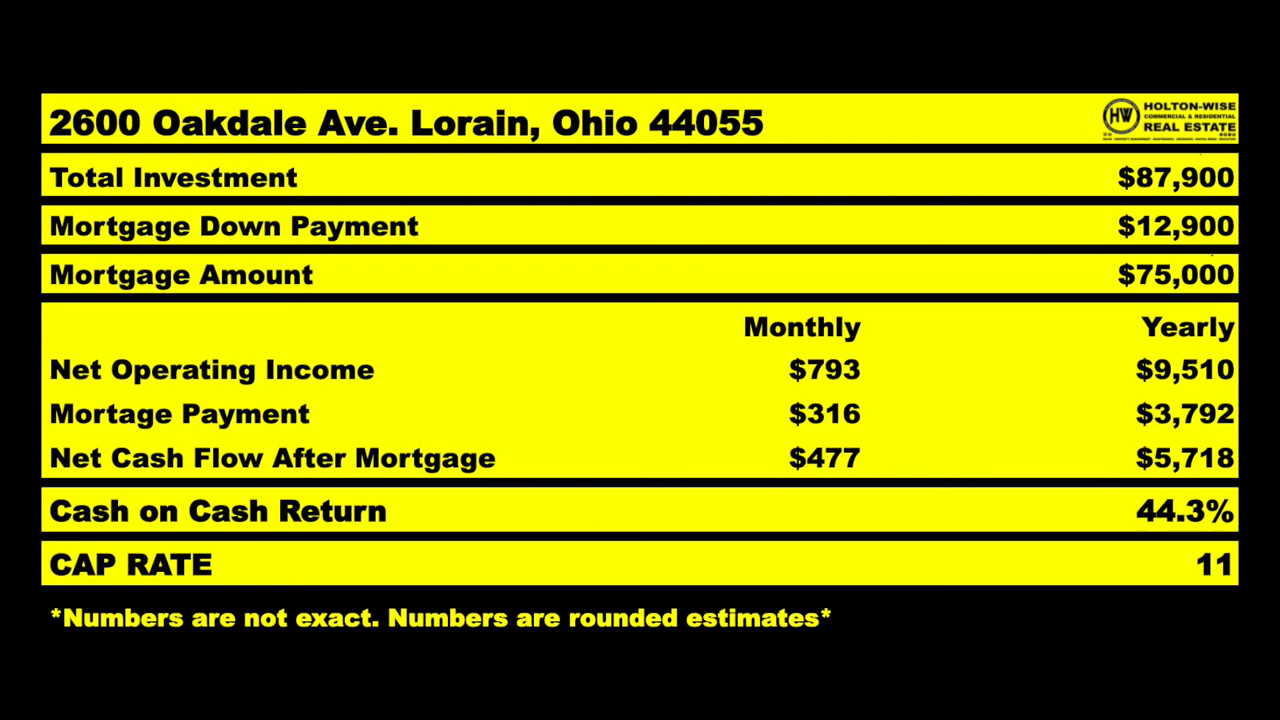 2600 Oakdale Ave. Lorain, Ohio 44055
HOLTON-WISE
COMMERCIAL & RESIDENTIAL
REAL ESTATE
HW
Total Investment $87,900
Mortgage Down Payment $12,900
Mortgage Amount $75,000
Monthly Yearly
Net Operating Income $793 $9,510
Mortage Payment $316 $3,792
Net Cash Flow After Mortgage $477 $5,718
Cash on Cash Return 44.3%
CAP RATE 11
*Numbers are not exact. Numbers are rounded estimates*